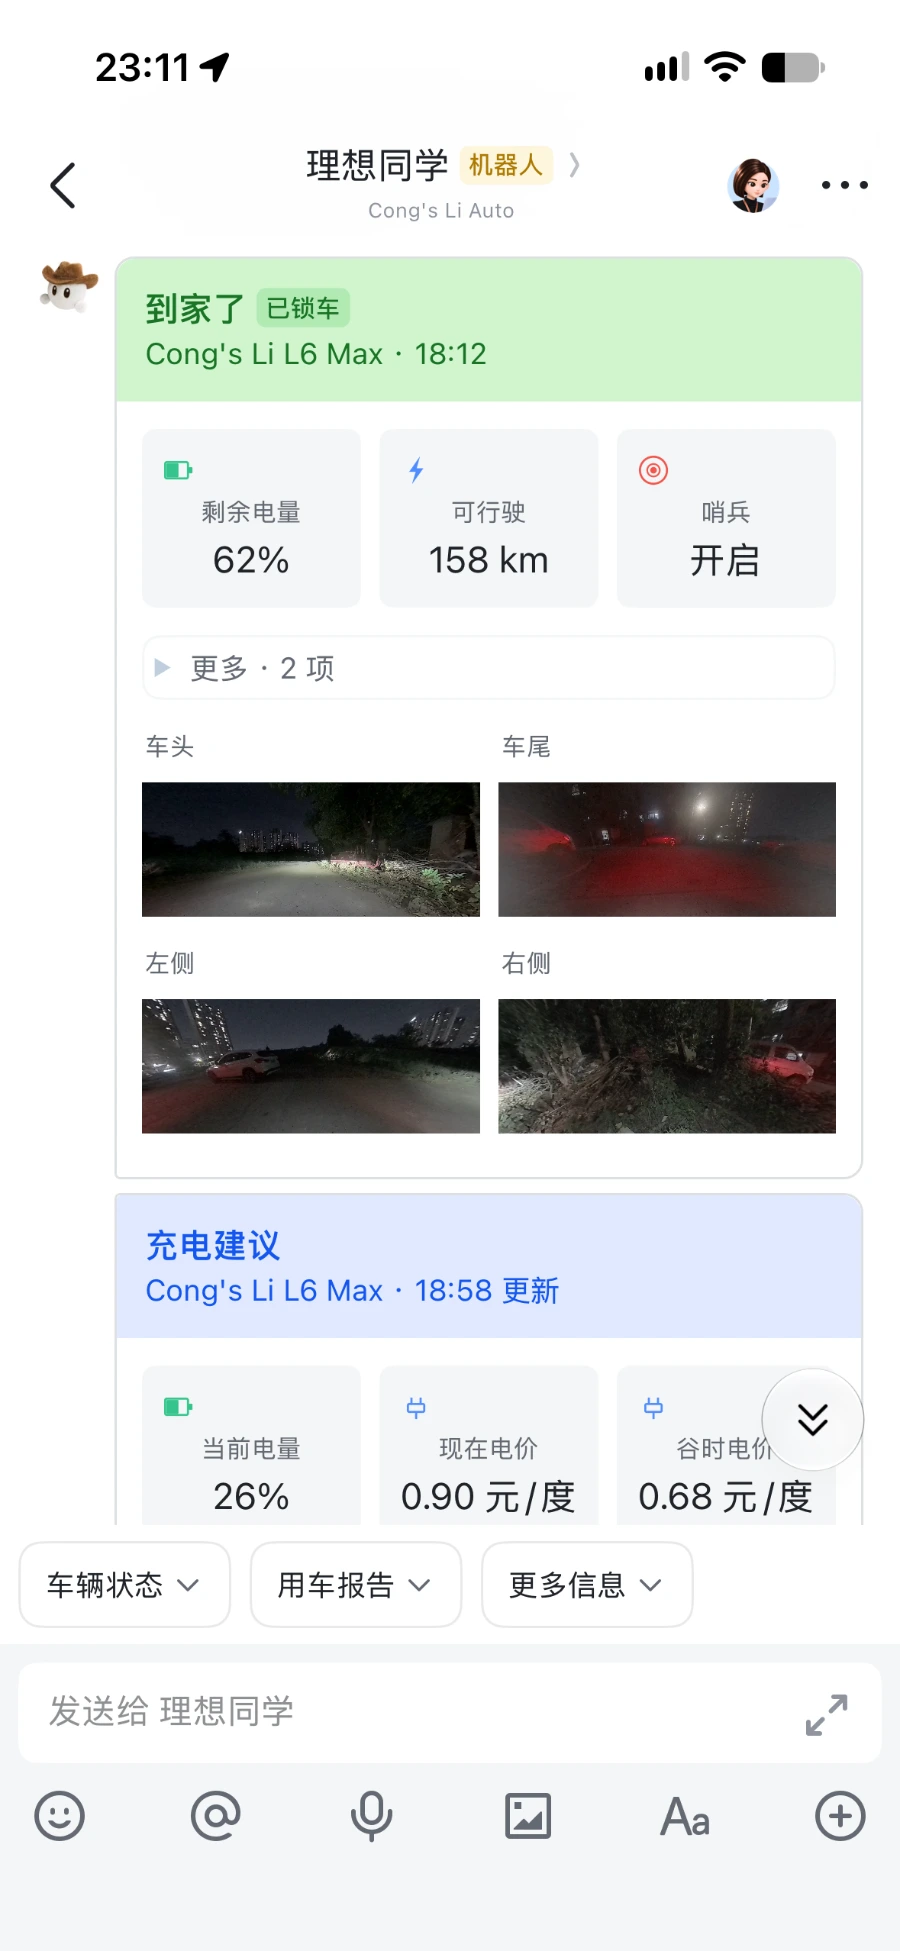 23:11
理想同学 机器人
Cong's Li Auto
到家了 已锁车
Cong's Li L6 Max · 18:12
剩余电量 可行驶 哨兵
62% 158 km 开启
更多 · 2 项
车头 车尾
左侧 右侧
充电建议
Cong's Li L6 Max · 18:58 更新
当前电量 现在电价 谷时电价
26% 0.90 元/度 0.68 元/度
车辆状态 用车报告 更多信息
发送给 理想同学
Aa